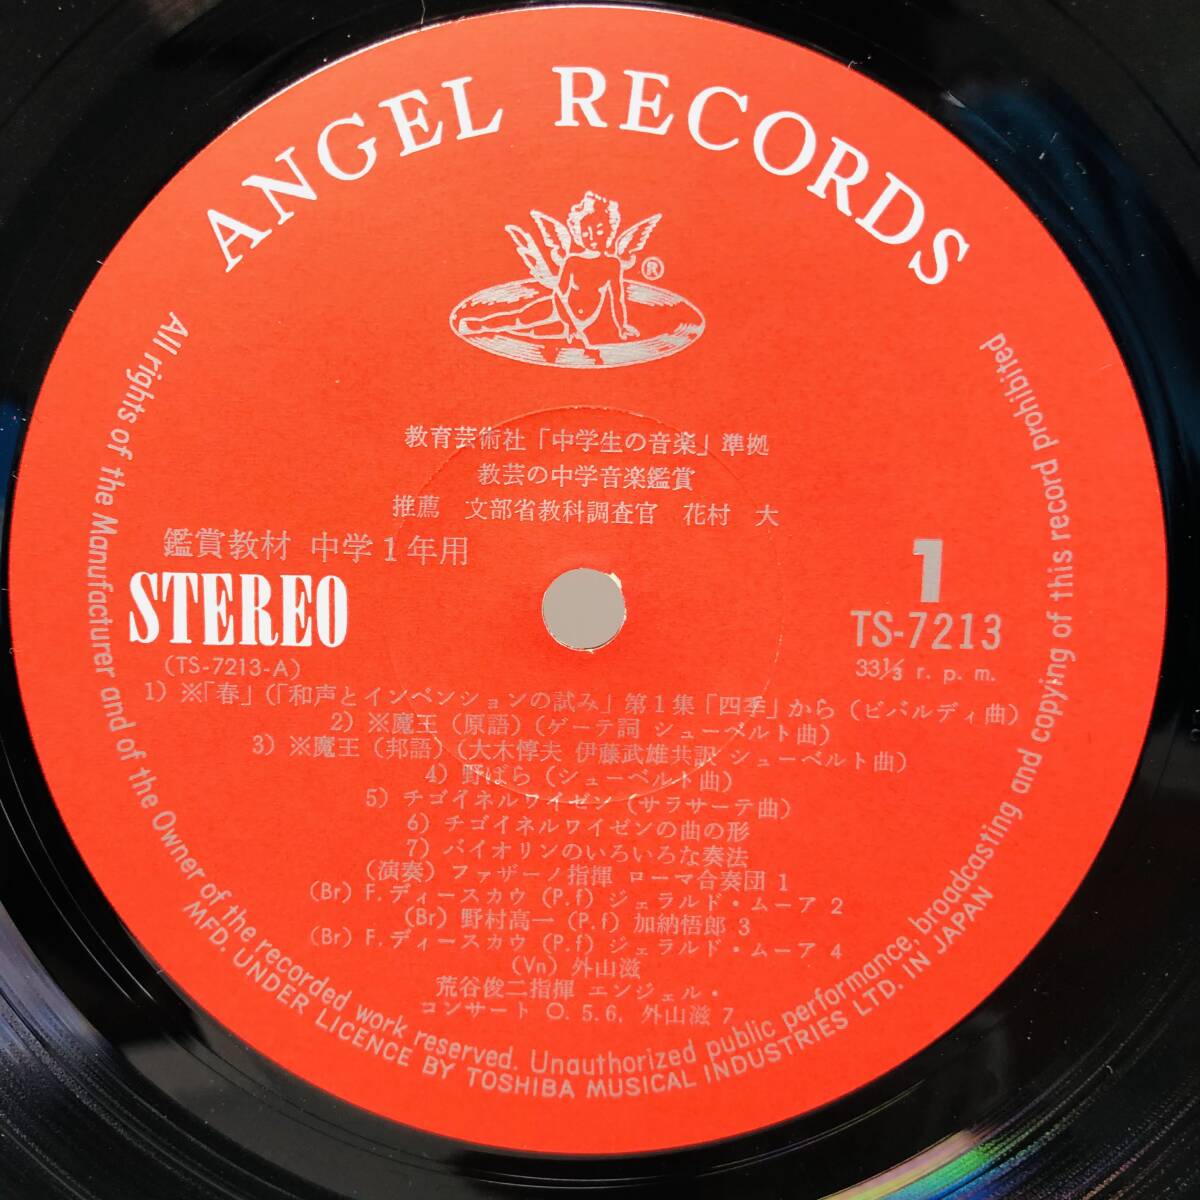 ANGEL RECORDS
®
教育芸術社「中学生の音楽」準拠
教芸の中学音楽鑑賞
推薦 文部省教科調査官 花村 大
鑑賞教材 中学1年用
STEREO
(TS-7213-A)
1
TS-7213
33⅓ r. p. m.
1) ※「春」(「和声とインベンションの試み」第1集「四季」から (ビバルディ曲)
2) ※魔王 (原語) (ゲーテ詞 シューベルト曲)
3) ※魔王 (邦語) (大木惇夫 伊藤武雄共訳 シューベルト曲)
4) 野ばら (シューベルト曲)
5) チゴイネルワイゼン (サラサーテ曲)
6) チゴイネルワイゼンの曲の形
7) バイオリンのいろいろな奏法
(演奏) ファザーノ指揮 ローマ合奏団 1
(Br) F.ディースカウ (P.f) ジェラルド・ムーア 2
(Br) 野村高一 (P.f) 加納悟郎 3
(Br) F.ディースカウ (P.f) ジェラルド・ムーア 4
(Vn) 外山滋
荒谷俊二指揮 エンジェル・
コンサート O. 5.6, 外山滋 7
All rights of the Manufacturer and of the Owner of the recorded work reserved. Unauthorized public performance, broadcasting and copying of this record prohibited
MFD. UNDER LICENCE BY TOSHIBA MUSICAL INDUSTRIES LTD. IN JAPAN